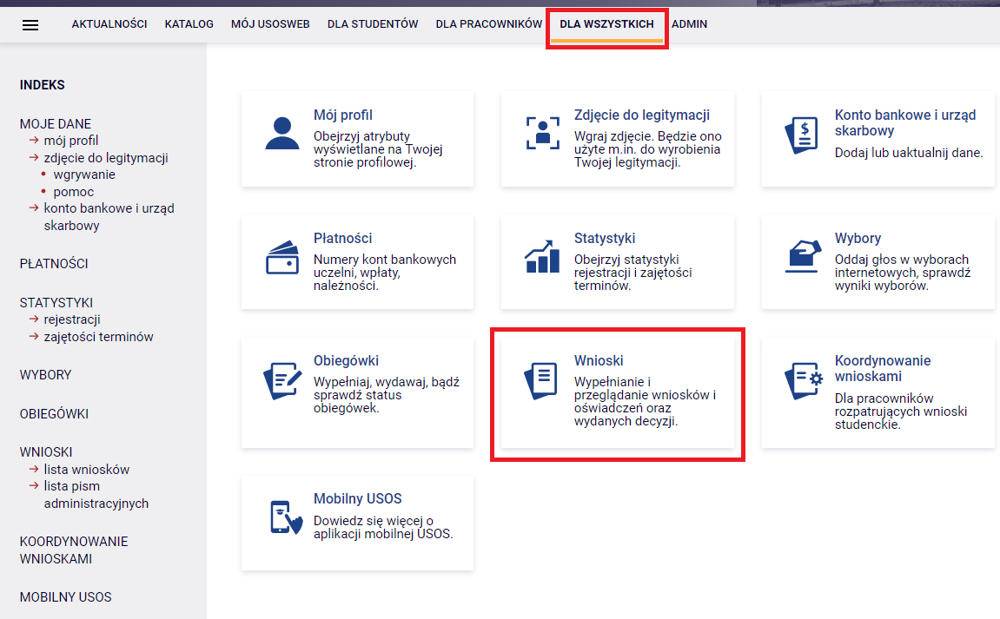 AKTUALNOŚCI KATALOG MÓJ USOSWEB DLA STUDENTÓW DLA PRACOWNIKÓW DLA WSZYSTKICH ADMIN
INDEKS
MOJE DANE
mój profil
zdjęcie do legitymacji
wgrywanie
pomoc
konto bankowe i urząd
skarbowy
PŁATNOŚCI
STATYSTYKI
rejestracji
zajętości terminów
WYBORY
OBIEGÓWKI
WNIOSKI
lista wniosków
lista pism
administracyjnych
KOORDYNOWANIE
WNIOSKAMI
MOBILNY USOS
Mój profil
Obejrzyj atrybuty
wyświetlane na Twojej
stronie profilowej.
Zdjęcie do legitymacji
Wgraj zdjęcie. Będzie ono
użyte m.in. do wyrobienia
Twojej legitymacji.
Konto bankowe i urząd
skarbowy
Dodaj lub uaktualnij dane.
Płatności
Numery kont bankowych
uczelni, wpłaty,
należności.
Statystyki
Obejrzyj statystyki
rejestracji i zajętości
terminów.
Wybory
Oddaj głos w wyborach
internetowych, sprawdź
wyniki wyborów.
Obiegówki
Wypełniaj, wydawaj, bądź
sprawdź status
obiegówek.
Wnioski
Wypełnianie i
przeglądanie wniosków i
oświadczeń oraz
wydanych decyzji.
Koordynowanie
wnioskami
Dla pracowników
rozpatrujących wnioski
studenckie.
Mobilny USOS
Dowiedz się więcej o
aplikacji mobilnej USOS.